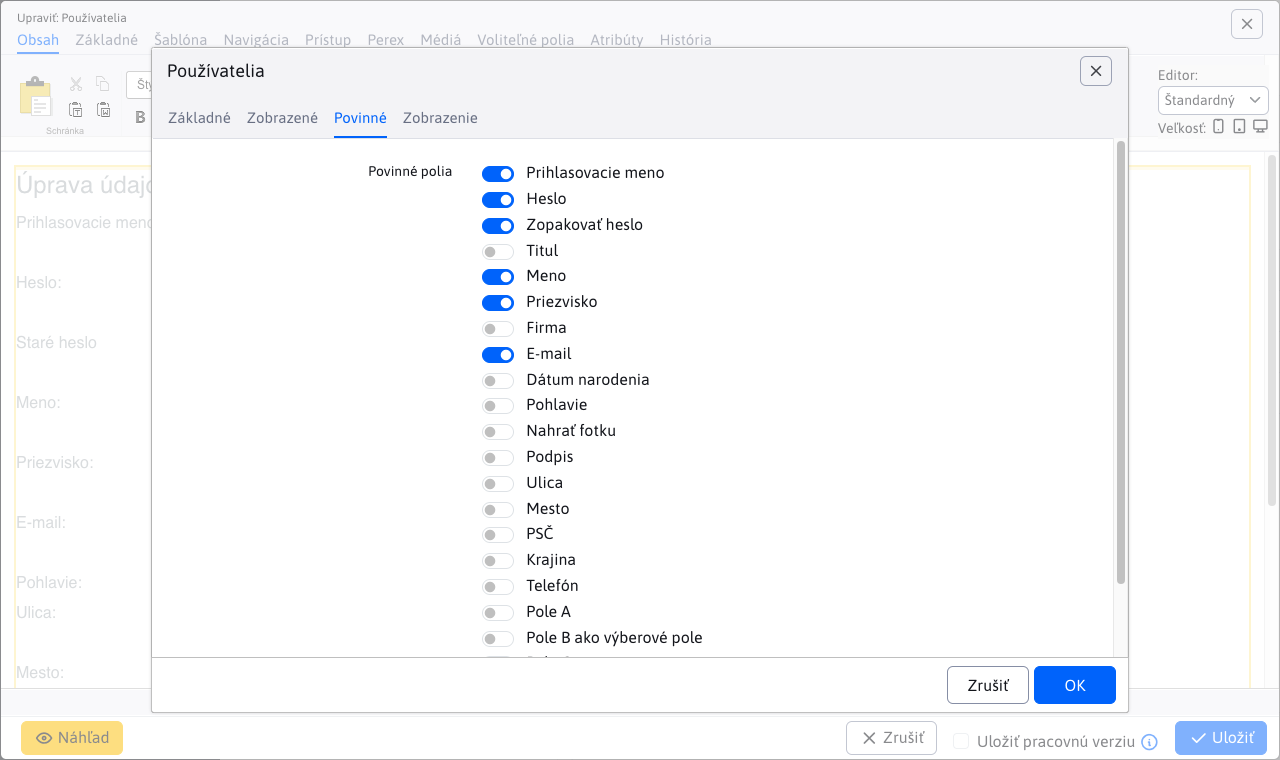 Upraviť: Používatelia
Obsah Základné Šablóna Navigácia Prístup Perex Médiá Voliteľné polia Atribúty História
Schránka
B
Editor:
Štandardný
Veľkosť:
Používatelia
Základné Zobrazené Povinné Zobrazenie
Povinné polia
Prihlasovacie meno
Heslo
Zopakovať heslo
Titul
Meno
Priezvisko
Firma
E-mail
Dátum narodenia
Pohlavie
Nahrať fotku
Podpis
Ulica
Mesto
PSČ
Krajina
Telefón
Pole A
Pole B ako výberové pole
Zrušiť OK
Úprava
Prihlasovacie meno
Heslo:
Staré heslo
Meno:
Priezvisko:
E-mail:
Pohlavie:
Ulica:
Mesto:
Náhľad Zrušiť Uložiť pracovnú verziu Uložiť